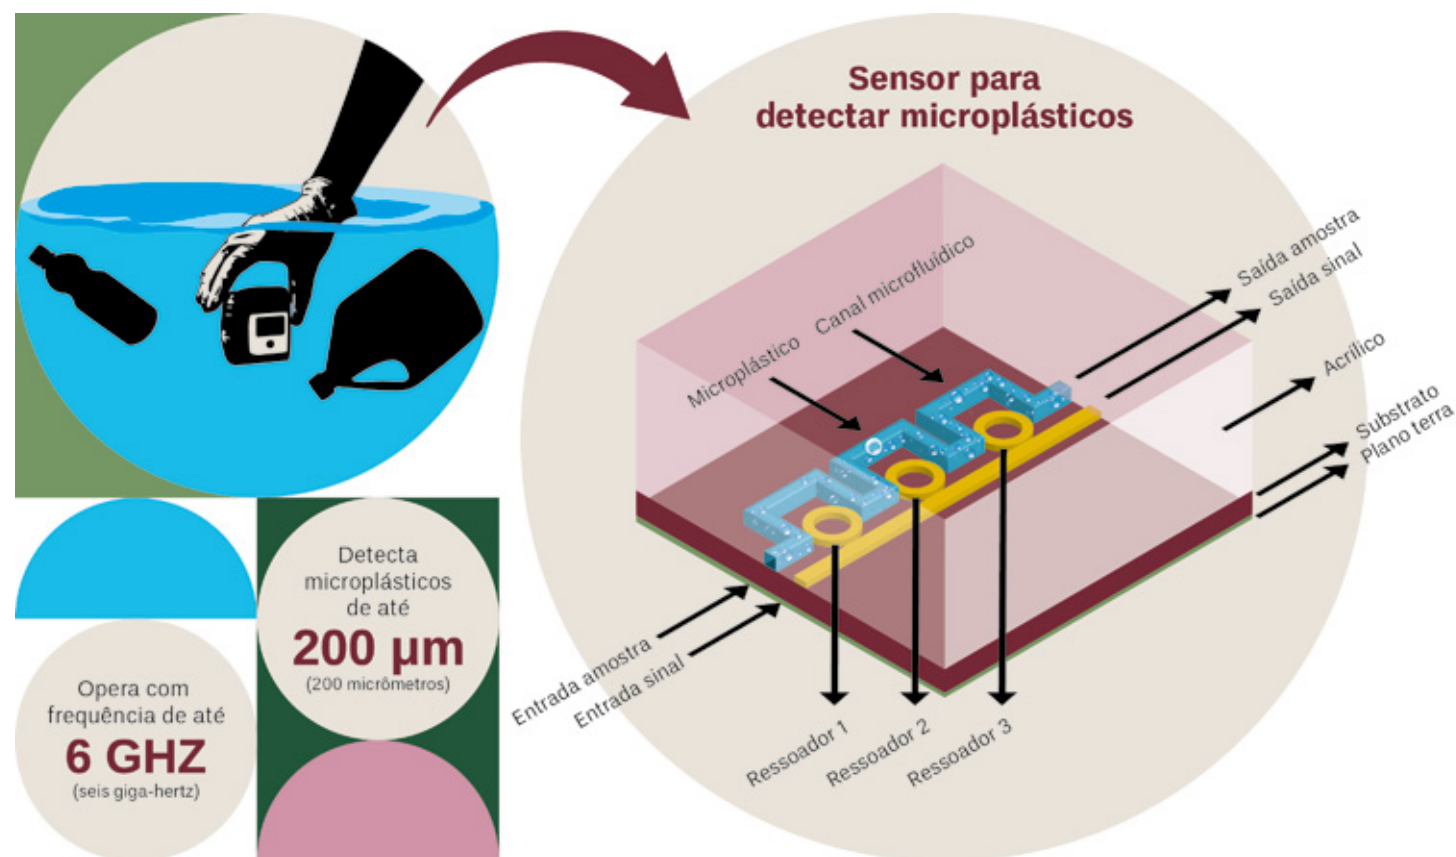 Sensor para
detectar microplásticos
Saída amostra
Saída sinal
Canal microfluídico
Microplástico
Acrílico
Substrato
Plano terra
Detecta
microplásticos
de até
200 µm
(200 micrômetros)
Opera com
frequência de até
6 GHZ
(seis giga-hertz)
Entrada amostra
Entrada sinal
Ressoador 1
Ressoador 2
Ressoador 3